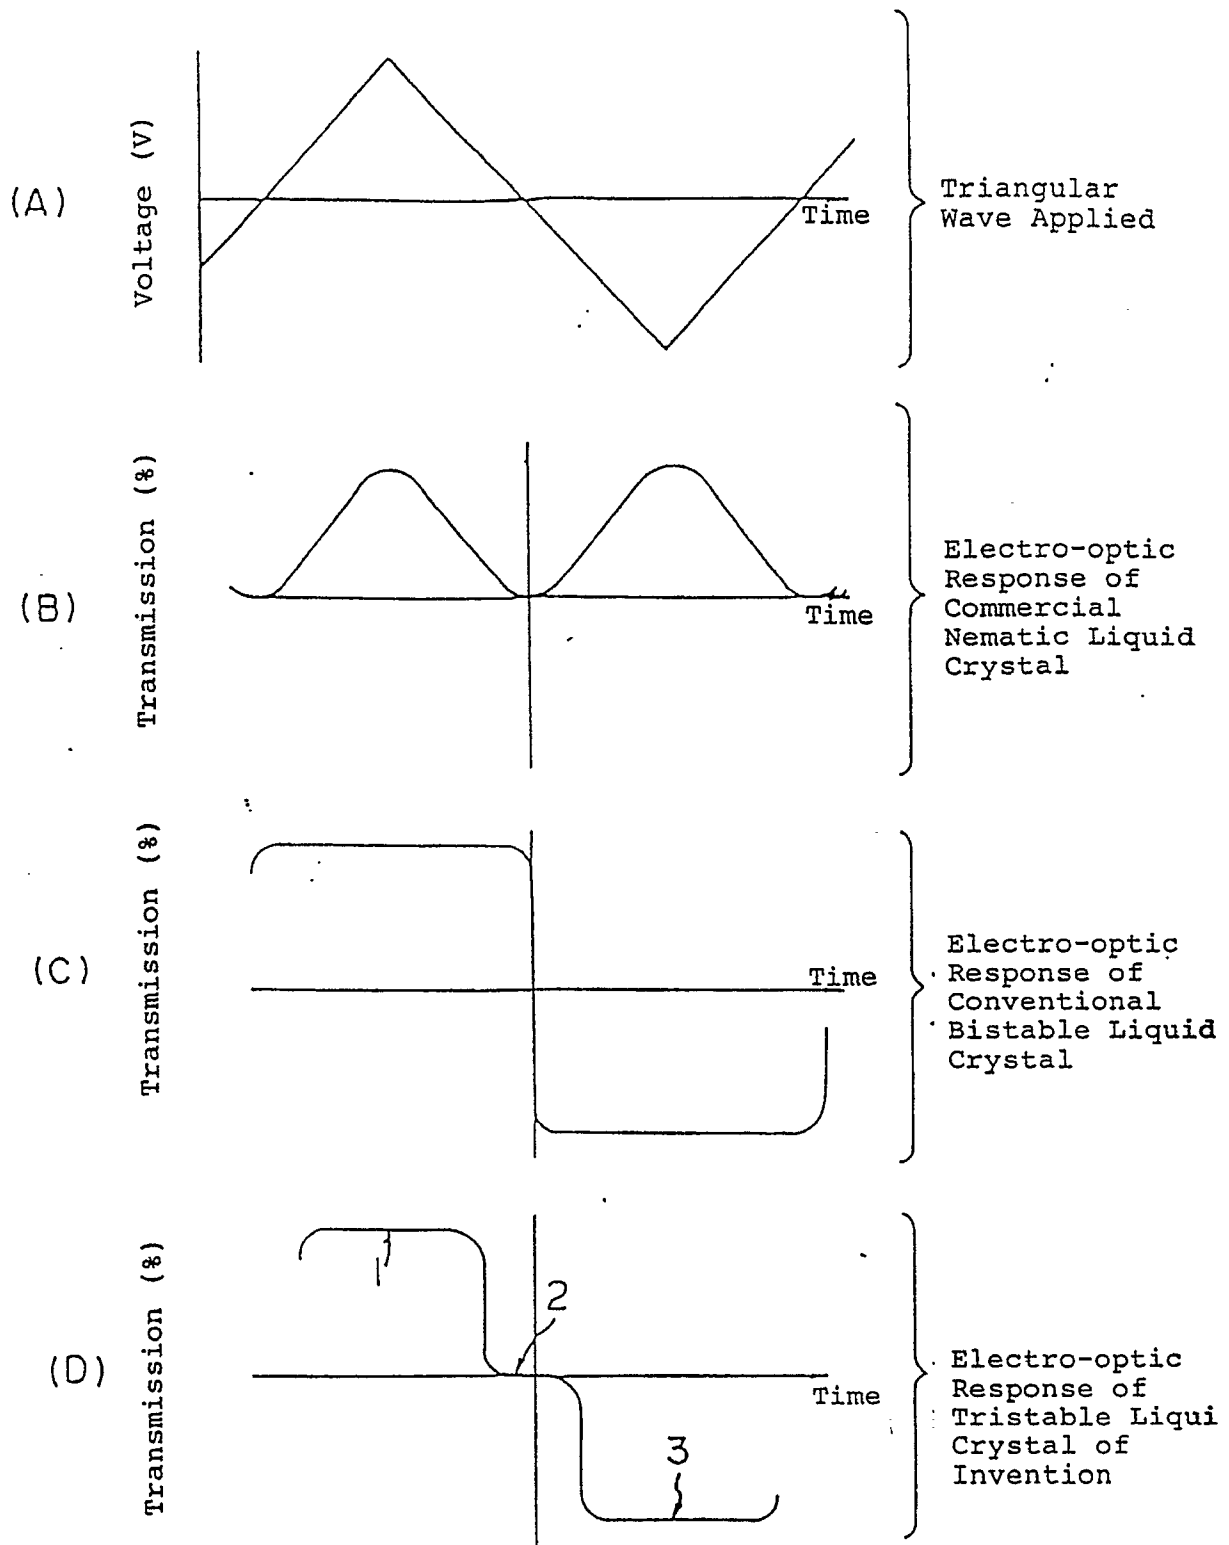 (A)
Voltage (V)
Time
Triangular
Wave Applied
(B)
Transmission (%)
Time
Electro-optic
Response of
Commercial
Nematic Liquid
Crystal
(C)
Transmission (%)
Time
Electro-optic
Response of
Conventional
Bistable Liquid
Crystal
(D)
Transmission (%)
1
2
3
Time
Electro-optic
Response of
Tristable Liqui
Crystal of
Invention